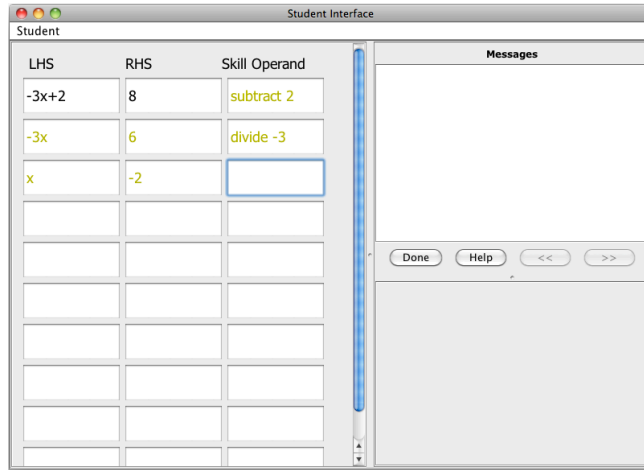 Student Interface
Student
LHS RHS Skill Operand
-3x+2 8 subtract 2
-3x 6 divide -3
x -2
Messages
Done Help << >>